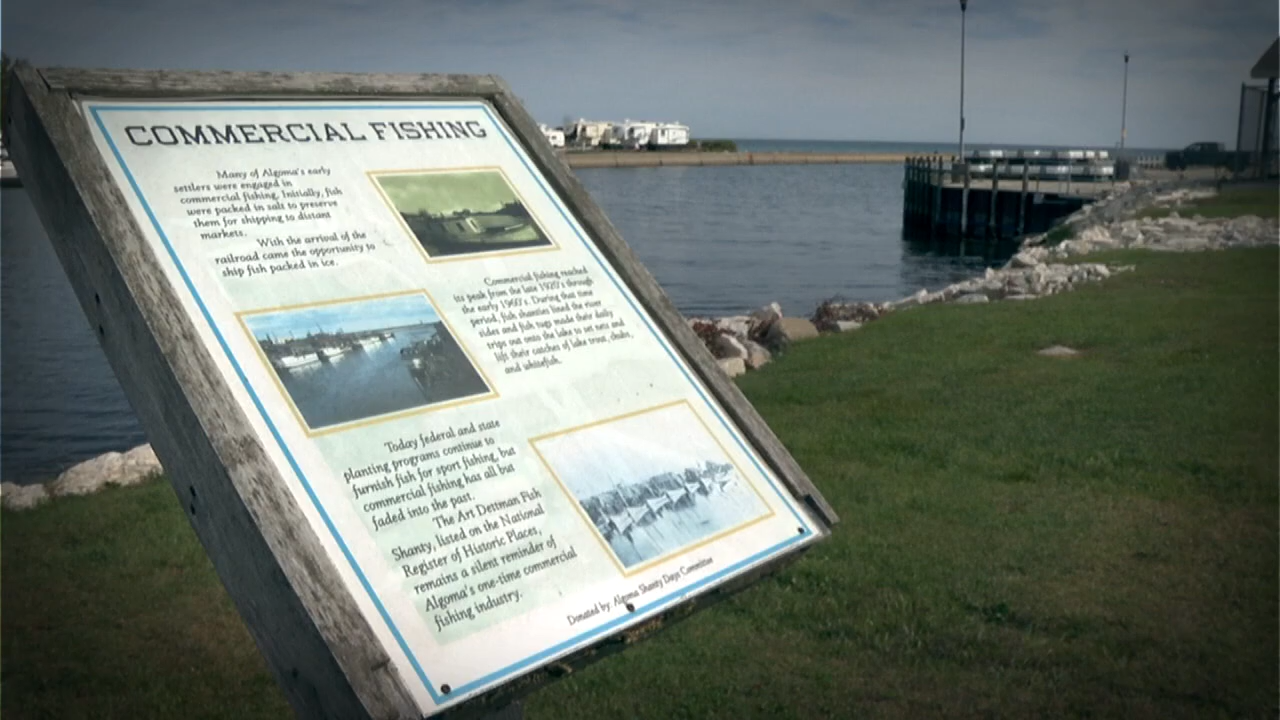 COMMERCIAL FISHING
Many of Algoma's early
settlers were engaged in
commercial fishing. Initially, fish
were packed in salt to preserve
them for shipping to distant
markets.
With the arrival of the
railroad came the opportunity to
ship fish packed in ice.
Commercial fishing reached
its peak from the late 1920's through
the early 1960's. During that time
period, fish shanties lined the river
sides and fish tugs made their daily
trips out onto the lake to set nets and
lift their catches of lake trout, chubs,
and whitefish.
Today federal and state
planting programs continue to
furnish fish for sport fishing, but
commercial fishing has all but
faded into the past.
The Art Dettman Fish
Shanty, listed on the National
Register of Historic Places,
remains a silent reminder of
Algoma's one-time commercial
fishing industry.
Donated by: Algoma Shanty Days Committee